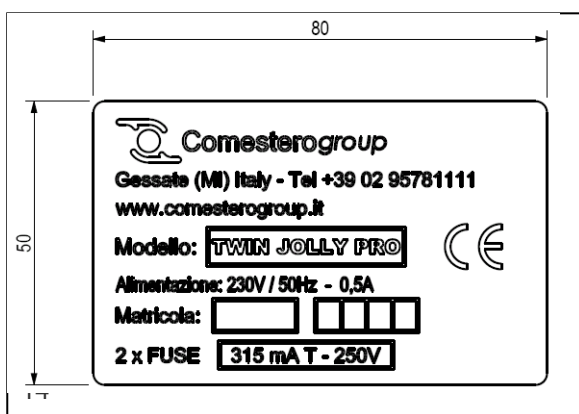 80
50
Comesterogroup
Gessate (MI) Italy - Tel +39 02 95781111
www.comesterogroup.it
Modello: TWIN JOLLY PRO CE
Alimentazione: 230V / 50Hz - 0,5A
Matricola:
2 x FUSE 315 mA T - 250V